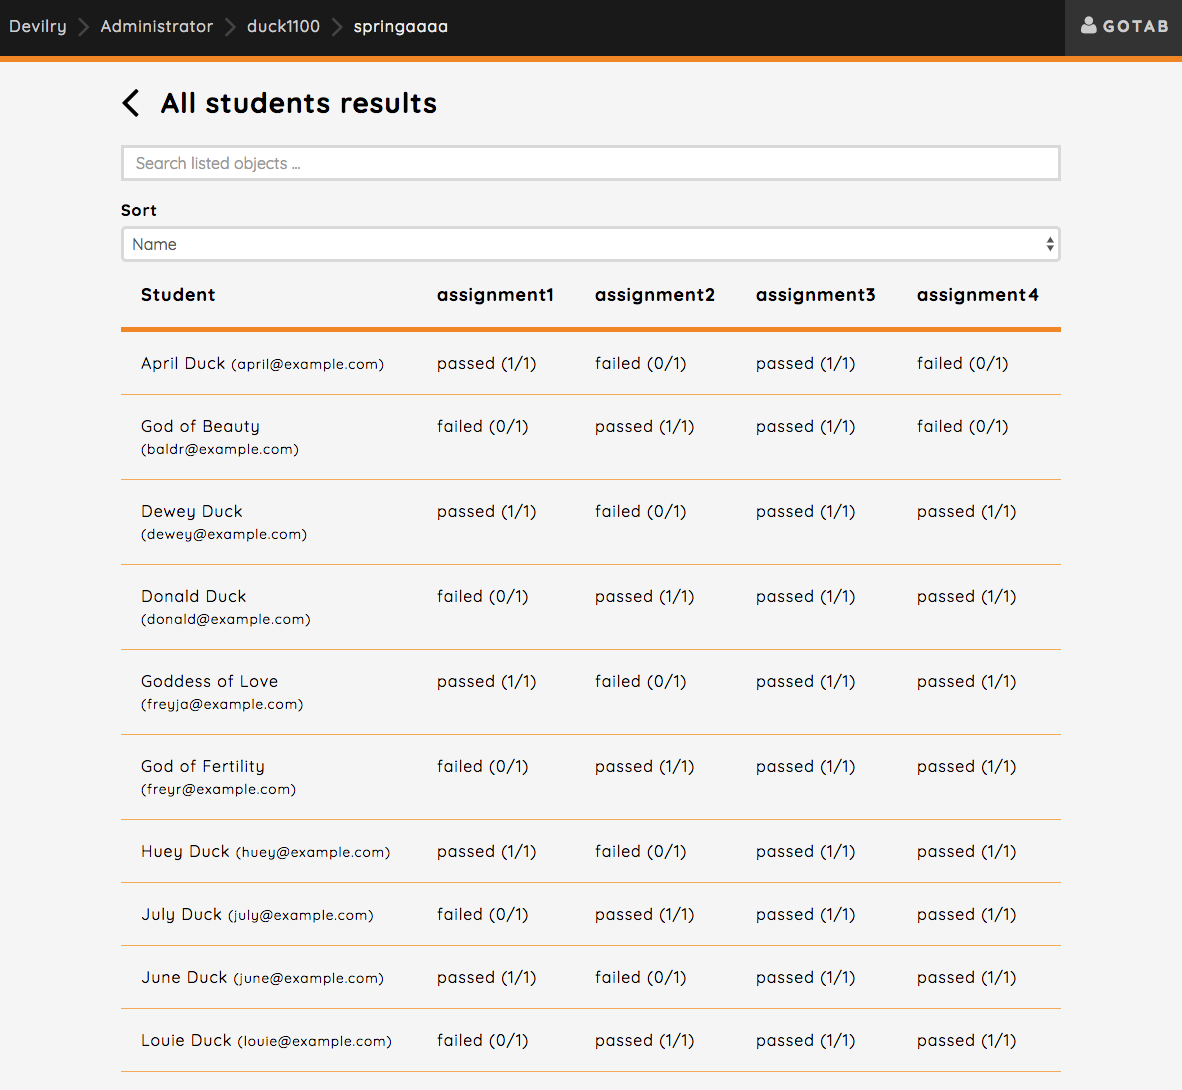 Devilry Administrator duck1100 springaaaa GOTAB
All students results
Search listed objects ...
Sort
Name
Student assignment1 assignment2 assignment3 assignment4
April Duck (april@example.com) passed (1/1) failed (0/1) passed (1/1) failed (0/1)
God of Beauty failed (0/1) passed (1/1) passed (1/1) failed (0/1)
(baldr@example.com)
Dewey Duck passed (1/1) failed (0/1) passed (1/1) passed (1/1)
(dewey@example.com)
Donald Duck failed (0/1) passed (1/1) passed (1/1) passed (1/1)
(donald@example.com)
Goddess of Love passed (1/1) failed (0/1) passed (1/1) passed (1/1)
(freyja@example.com)
God of Fertility failed (0/1) passed (1/1) passed (1/1) passed (1/1)
(freyr@example.com)
Huey Duck (huey@example.com) passed (1/1) failed (0/1) passed (1/1) passed (1/1)
July Duck (july@example.com) failed (0/1) passed (1/1) passed (1/1) passed (1/1)
June Duck (june@example.com) passed (1/1) failed (0/1) passed (1/1) passed (1/1)
Louie Duck (louie@example.com) failed (0/1) passed (1/1) passed (1/1) passed (1/1)